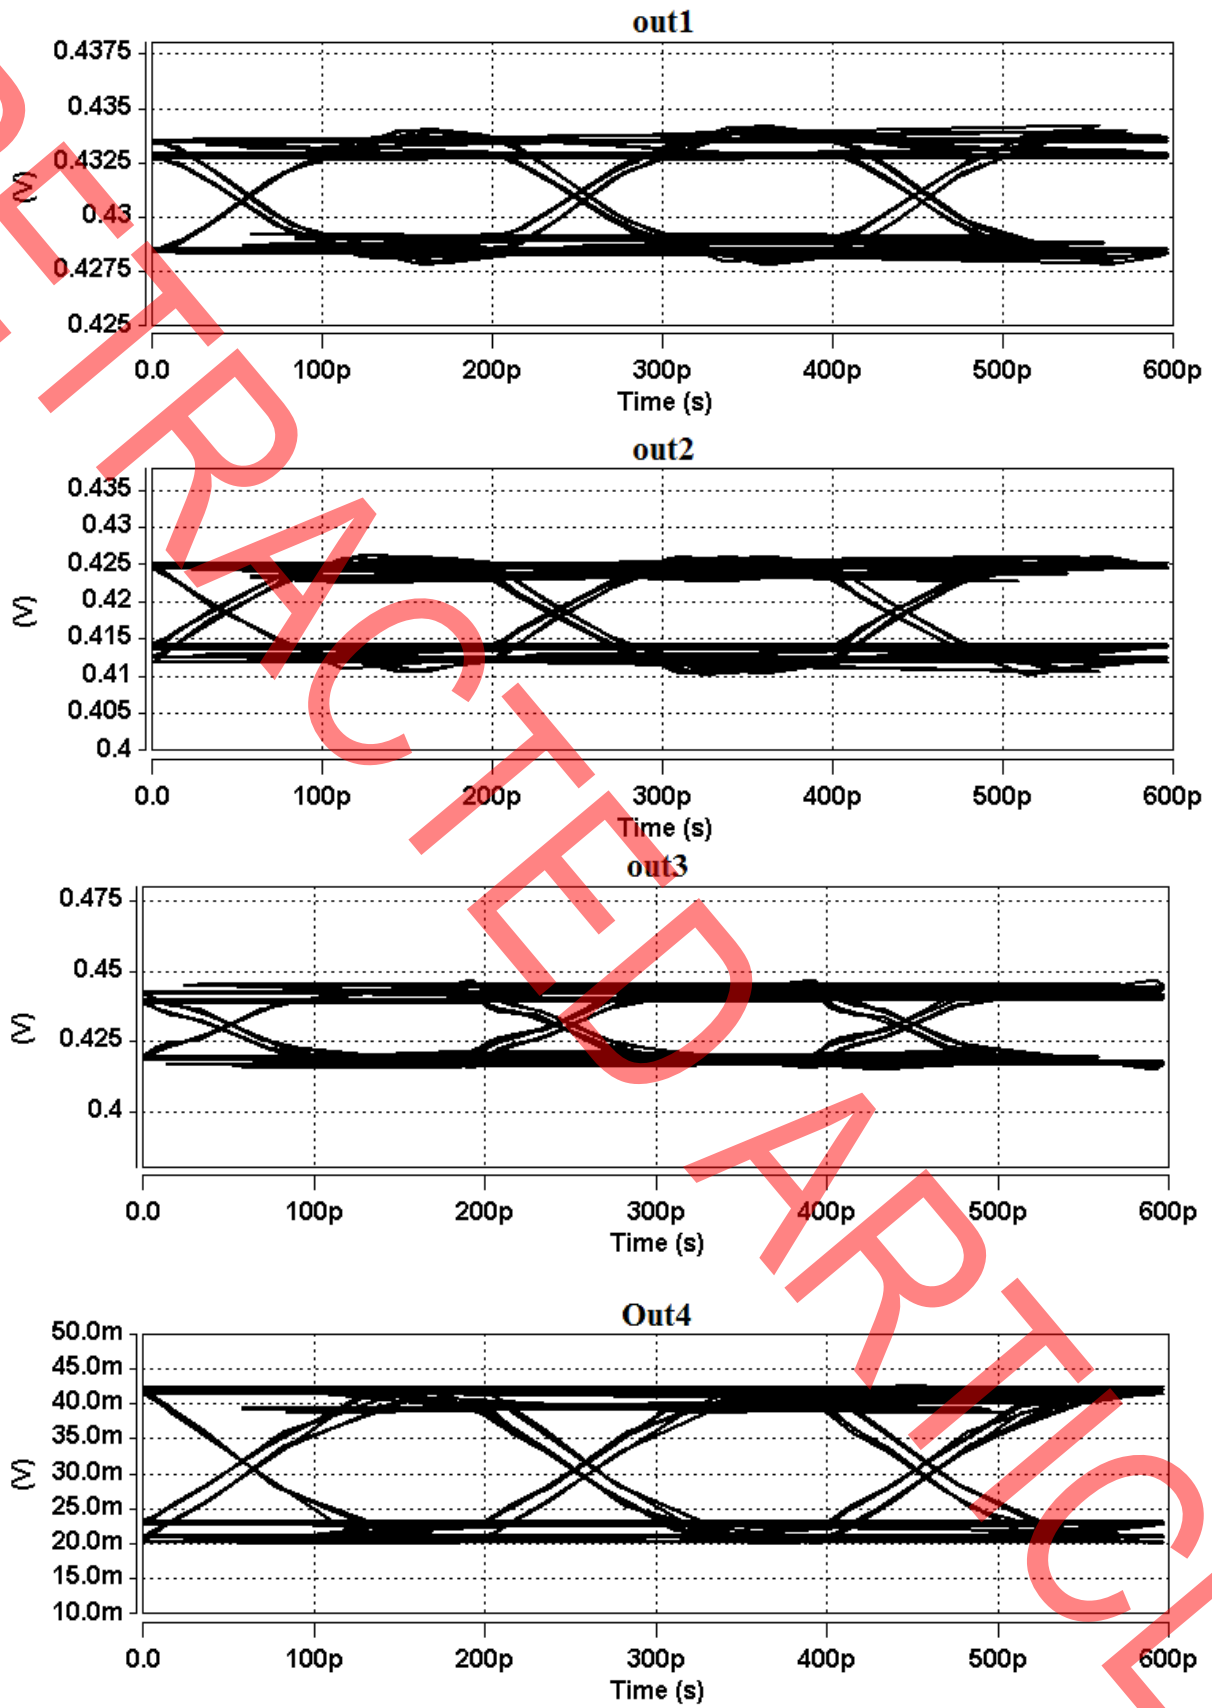 out1
0.4375
0.435
0.4325
0.43
0.4275
0.425
(V)
0.0 100p 200p 300p 400p 500p 600p
Time (s)
out2
0.435
0.43
0.425
0.42
0.415
0.41
0.405
0.4
(V)
0.0 100p 200p 300p 400p 500p 600p
Time (s)
out3
0.475
0.45
0.425
0.4
(V)
0.0 100p 200p 300p 400p 500p 600p
Time (s)
Out4
50.0m
45.0m
40.0m
35.0m
30.0m
25.0m
20.0m
15.0m
10.0m
(V)
0.0 100p 200p 300p 400p 500p 600p
Time (s)
RETRACTED ARTICLE